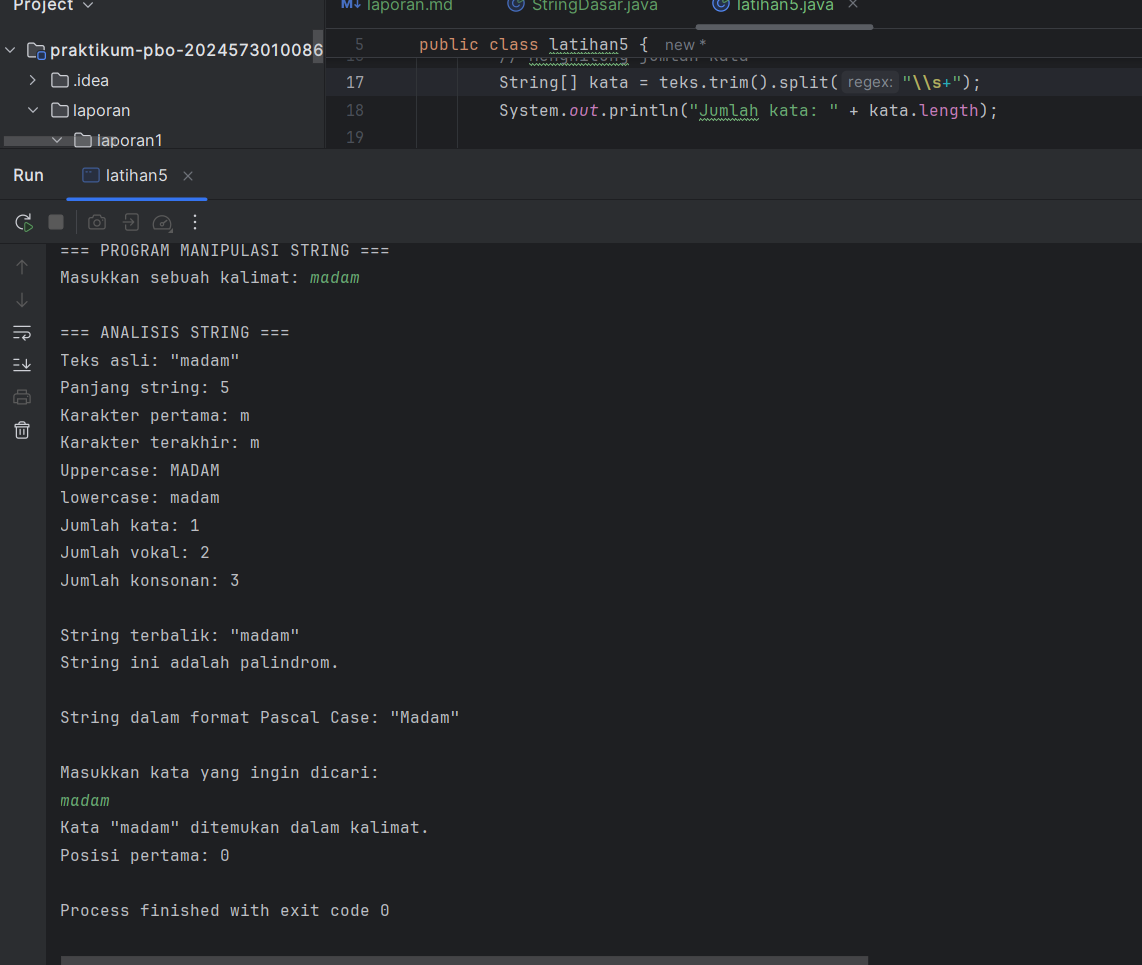 Project
laporan.md StringDasar.java latihan5.java
praktikum-pbo-2024573010086
.idea
laporan
laporan1
5 public class latihan5 { new *
16 // Menghitung jumlah kata
17 String[] kata = teks.trim().split( regex: "\\s+");
18 System.out.println("Jumlah kata: " + kata.length);
19
Run latihan5
=== PROGRAM MANIPULASI STRING ===
Masukkan sebuah kalimat: madam
=== ANALISIS STRING ===
Teks asli: "madam"
Panjang string: 5
Karakter pertama: m
Karakter terakhir: m
Uppercase: MADAM
lowercase: madam
Jumlah kata: 1
Jumlah vokal: 2
Jumlah konsonan: 3
String terbalik: "madam"
String ini adalah palindrom.
String dalam format Pascal Case: "Madam"
Masukkan kata yang ingin dicari:
madam
Kata "madam" ditemukan dalam kalimat.
Posisi pertama: 0
Process finished with exit code 0